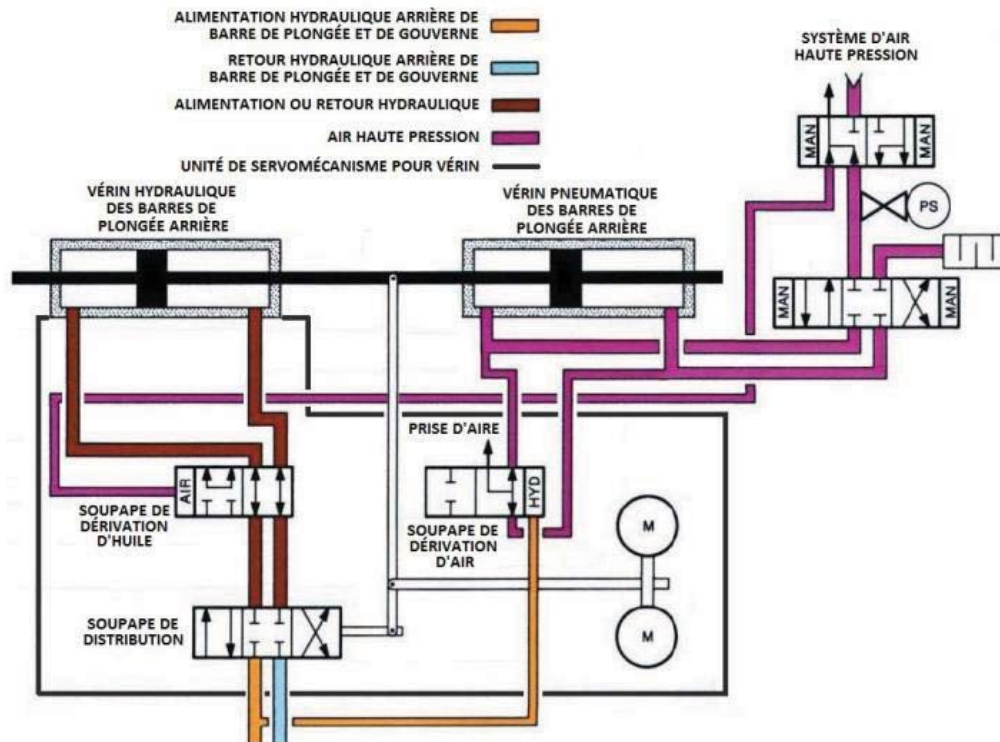 ALIMENTATION HYDRAULIQUE ARRIÈRE DE
BARRE DE PLONGÉE ET DE GOUVERNE
RETOUR HYDRAULIQUE ARRIÈRE DE
BARRE DE PLONGÉE ET DE GOUVERNE
ALIMENTATION OU RETOUR HYDRAULIQUE
AIR HAUTE PRESSION
UNITÉ DE SERVOMÉCANISME POUR VÉRIN
SYSTÈME D'AIR
HAUTE PRESSION
MAN
MAN
PS
VÉRIN HYDRAULIQUE
DES BARRES DE
PLONGÉE ARRIÈRE
VÉRIN PNEUMATIQUE
DES BARRES DE
PLONGÉE ARRIÈRE
MAN
MAN
PRISE D'AIRE
AIR
HYD
SOUPAPE DE
DÉRIVATION
D'HUILE
SOUPAPE DE
DÉRIVATION
D'AIR
M
M
SOUPAPE DE
DISTRIBUTION